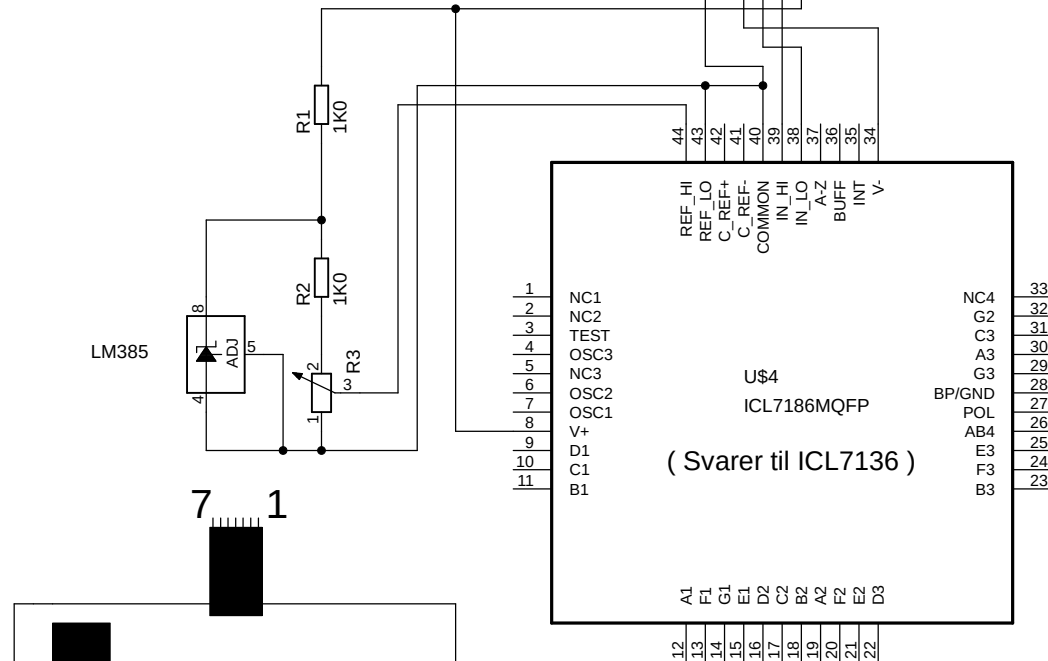 R1
1K0
44
43
42
41
40
39
38
37
36
35
34
REF_HI
REF_LO
C_REF+
C_REF-
COMMON
IN_HI
IN_LO
A-Z
BUFF
INT
V-
R2
1K0
LM385
8
ADJ
5
4
2
R3
3
1
1 NC1
2 NC2
3 TEST
4 OSC3
5 NC3
6 OSC2
7 OSC1
8 V+
9 D1
10 C1
11 B1
U$4
ICL7186MQFP
( Svarer til ICL7136 )
NC4 33
G2 32
C3 31
A3 30
G3 29
BP/GND 28
POL 27
AB4 26
E3 25
F3 24
B3 23
7 1
A1
F1
G1
E1
D2
C2
B2
A2
F2
E2
D3
12
13
14
15
16
17
18
19
20
21
22